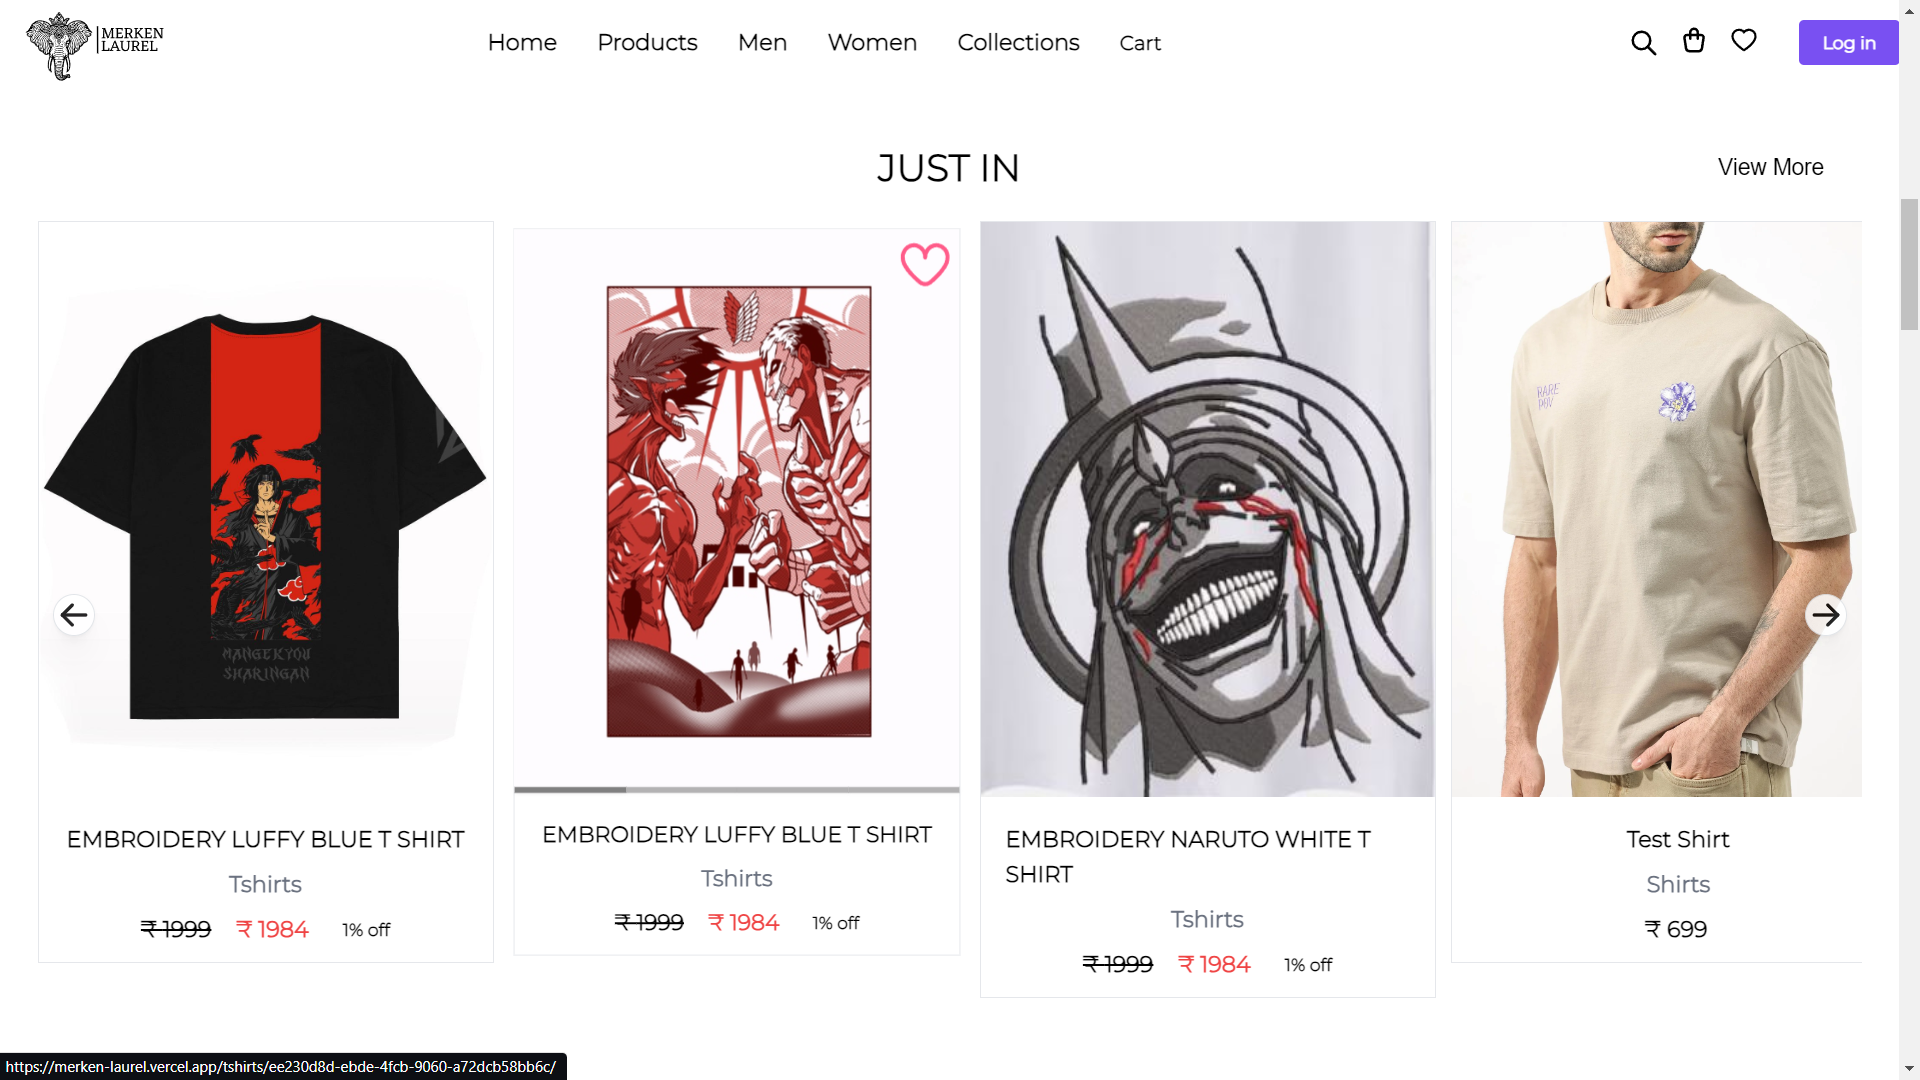 MERKEN
LAUREL
Home Products Men Women Collections Cart
Log in
JUST IN
View More
MANGEKYOU
SHARINGAN
RARE
POV
EMBROIDERY LUFFY BLUE T SHIRT
Tshirts
₹ 1999 ₹ 1984 1% off
EMBROIDERY LUFFY BLUE T SHIRT
Tshirts
₹ 1999 ₹ 1984 1% off
EMBROIDERY NARUTO WHITE T
SHIRT
Tshirts
₹ 1999 ₹ 1984 1% off
Test Shirt
Shirts
₹ 699
https://merken-laurel.vercel.app/tshirts/ee230d8d-ebde-4fcb-9060-a72dcb58bb6c/